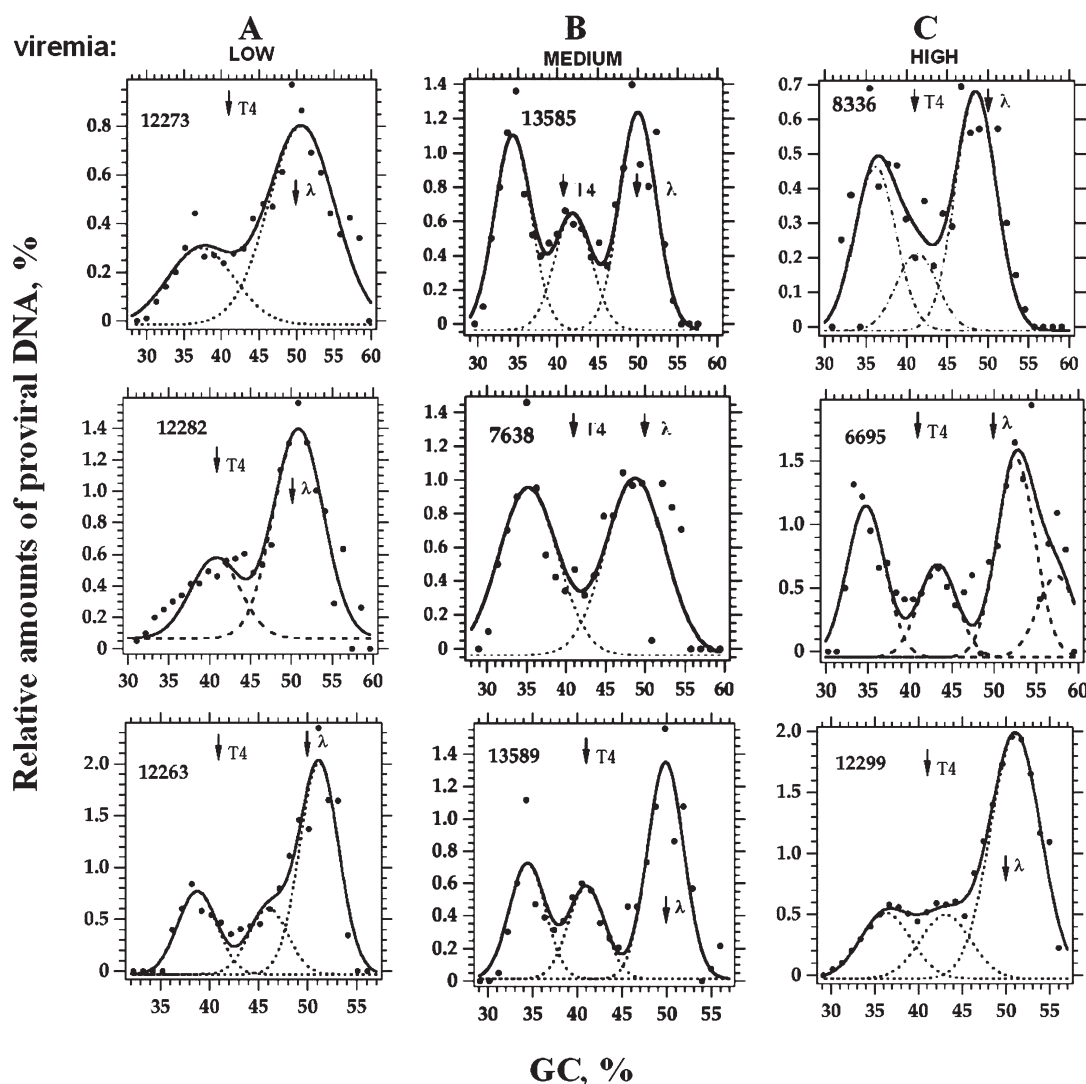 A B C
viremia: LOW MEDIUM HIGH
Relative amounts of proviral DNA, %
12273 T4 λ
0.8
0.6
0.4
0.2
0
30 35 40 45 50 55 60
13585 T4 λ
1.4
1.2
1.0
0.8
0.6
0.4
0.2
0
30 35 40 45 50 55 60
8336 T4 λ
0.7
0.6
0.5
0.4
0.3
0.2
0.1
0
30 35 40 45 50 55 60
12282 T4 λ
1.4
1.2
1.0
0.8
0.6
0.4
0.2
0
30 35 40 45 50 55 60
7638 T4 λ
1.4
1.2
1.0
0.8
0.6
0.4
0.2
0
30 35 40 45 50 55 60
6695 T4 λ
1.5
1.0
0.5
0
30 35 40 45 50 55 60
12263 T4 λ
2.0
1.5
1.0
0.5
0
35 40 45 50 55
13589 T4 λ
1.4
1.2
1.0
0.8
0.6
0.4
0.2
0
30 35 40 45 50 55
12299 T4 λ
2.0
1.5
1.0
0.5
0
30 35 40 45 50 55
GC, %